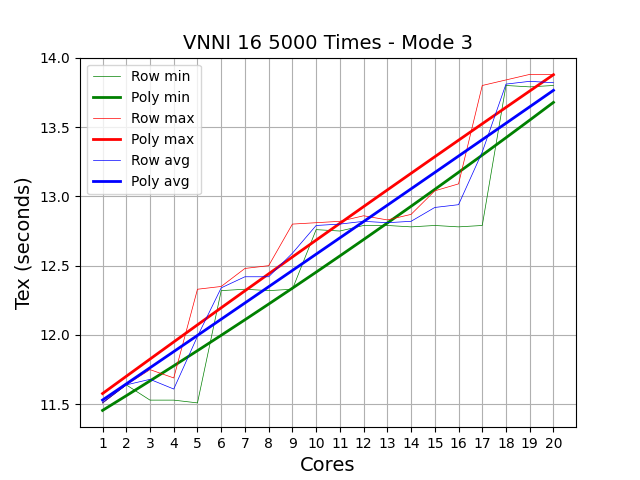 VNNI 16 5000 Times - Mode 3
Tex (seconds)
14.0
13.5
13.0
12.5
12.0
11.5
Row min
Poly min
Row max
Poly max
Row avg
Poly avg
1 2 3 4 5 6 7 8 9 10 11 12 13 14 15 16 17 18 19 20
Cores